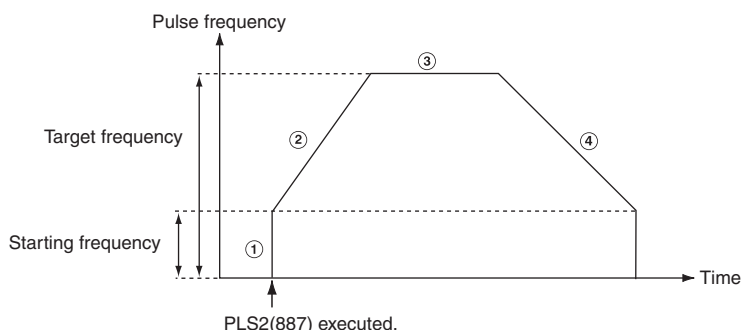 Pulse frequency
③
Target frequency
②
④
Starting frequency
①
Time
PLS2(887) executed.